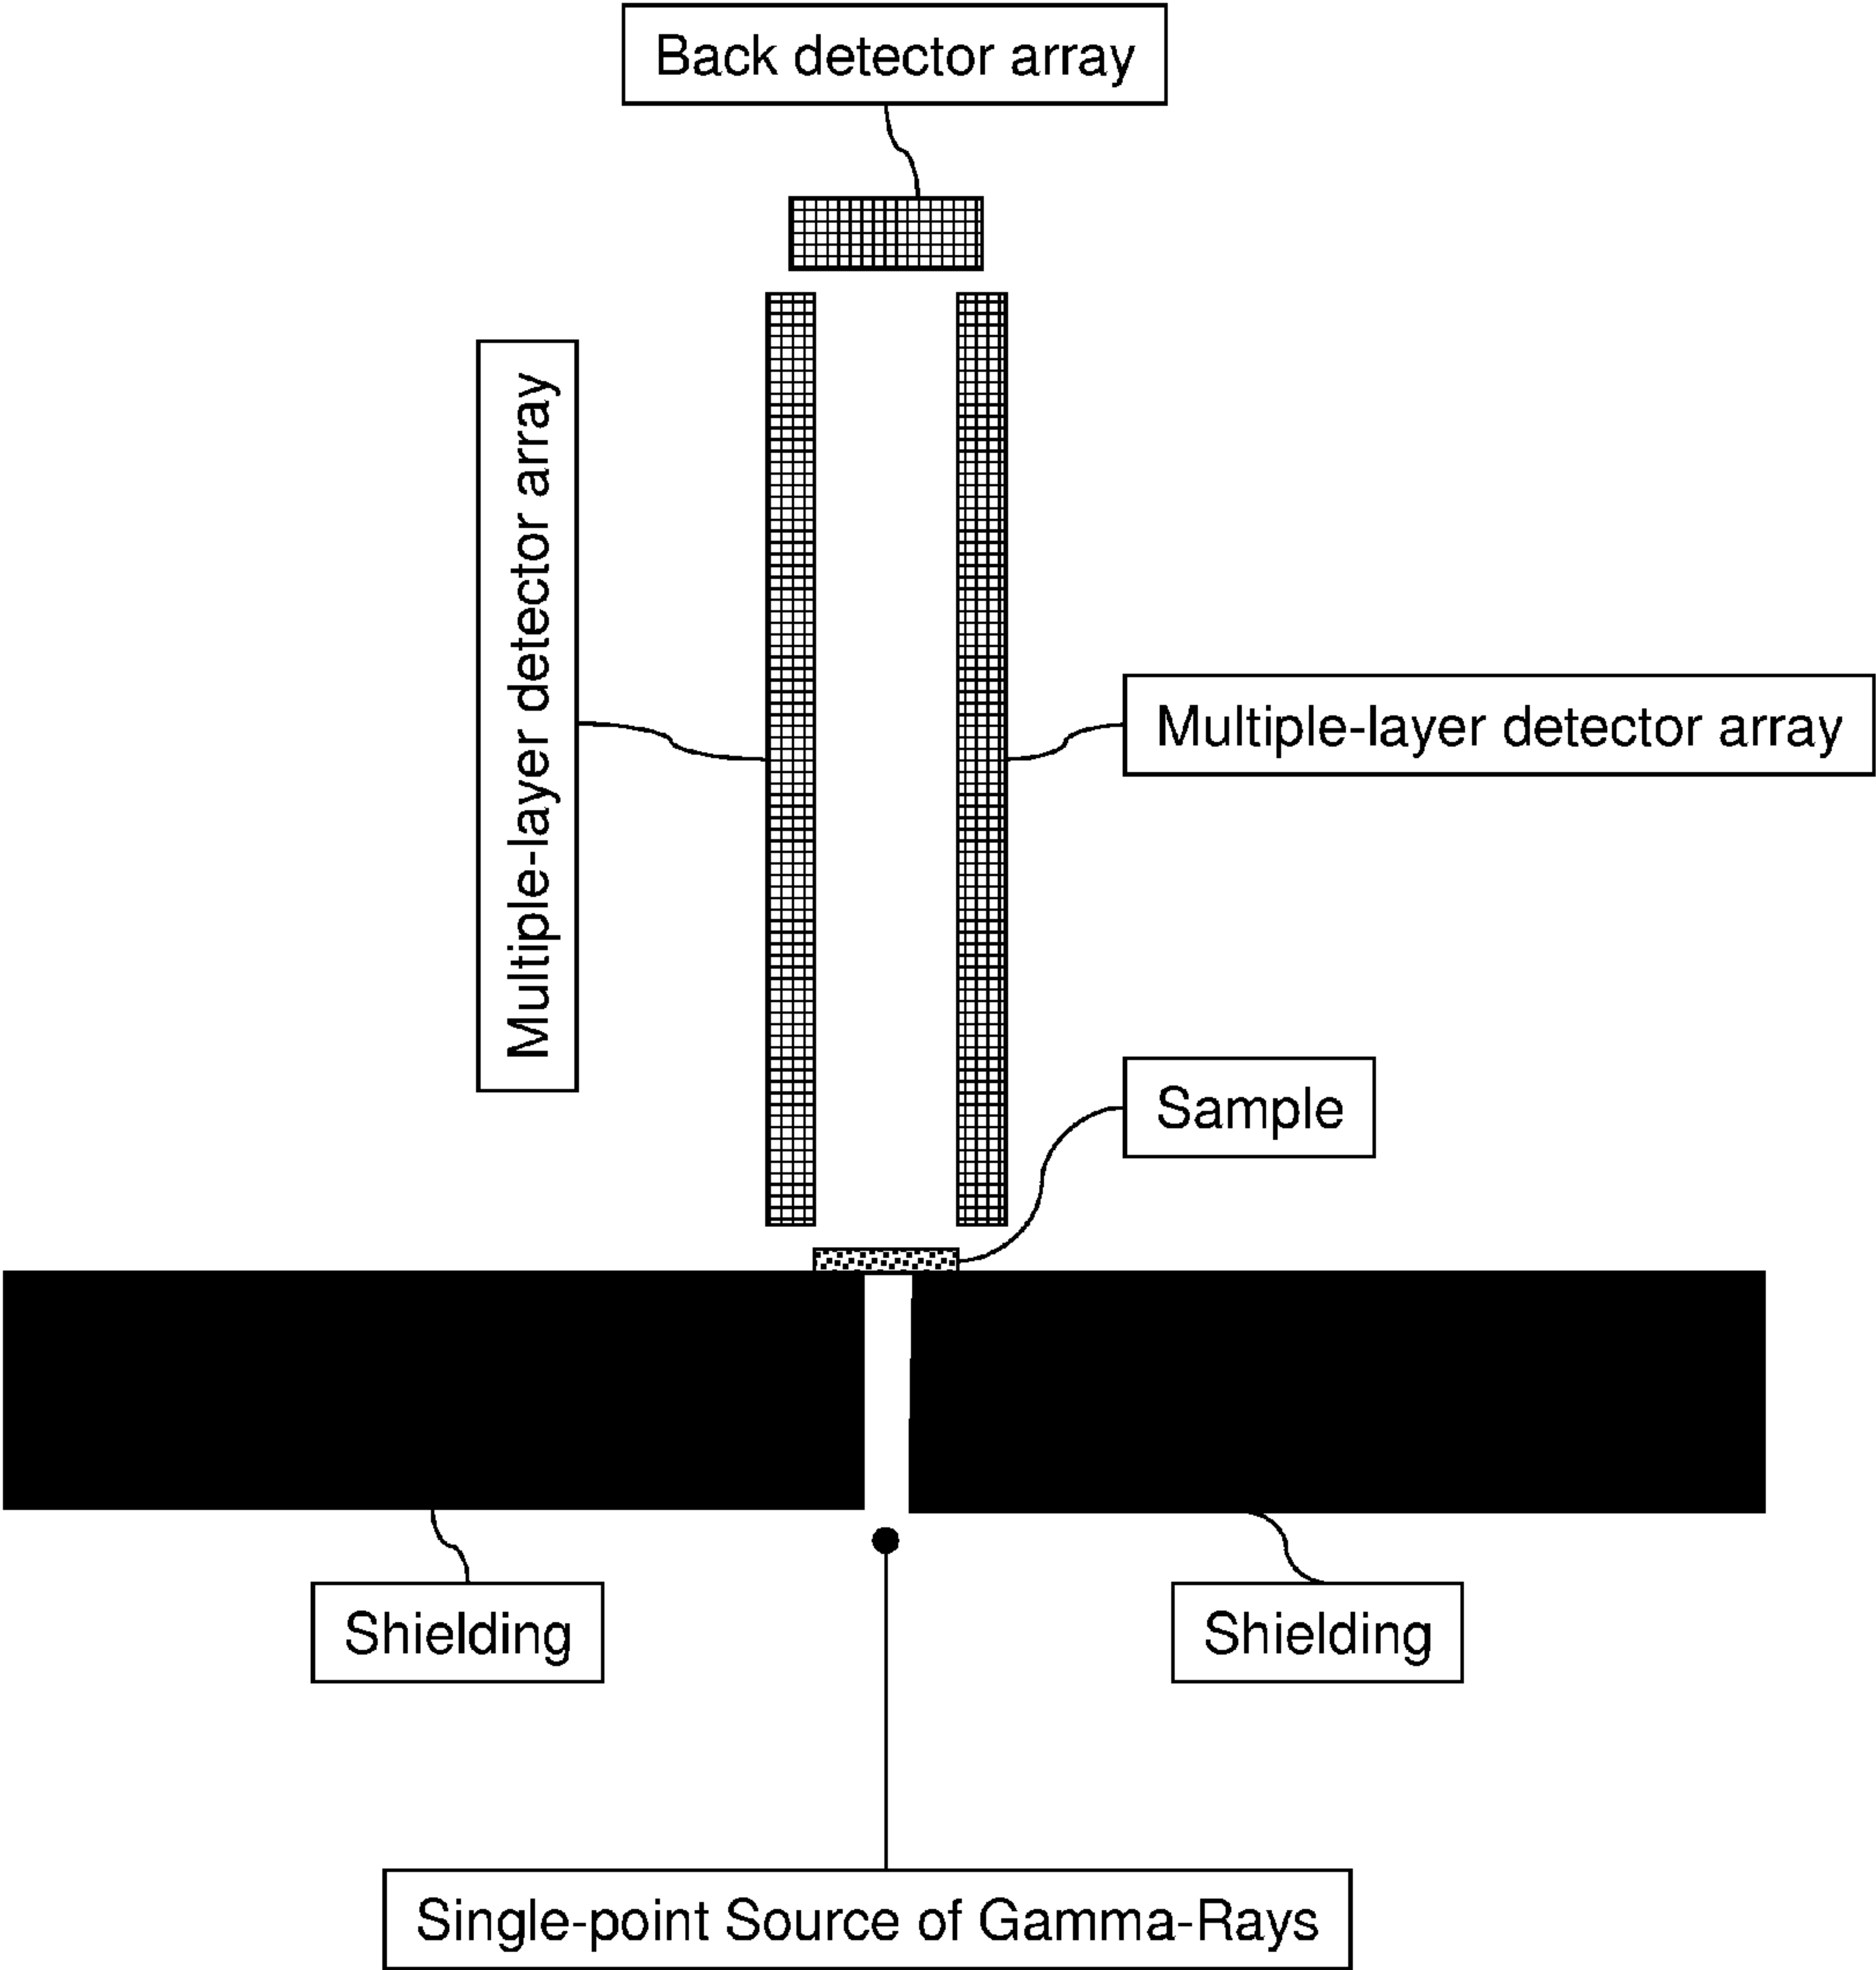 Back detector array
Multiple-layer detector array
Multiple-layer detector array
Sample
Shielding
Shielding
Single-point Source of Gamma-Rays